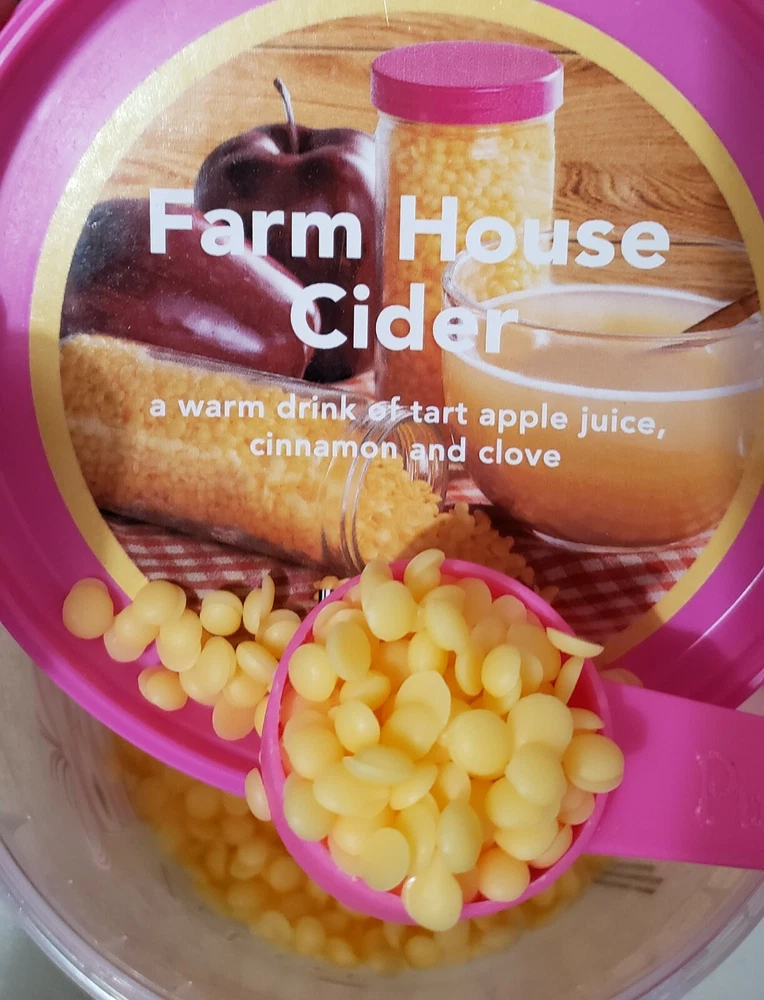 Farm House
Cider
a warm drink of tart apple juice,
cinnamon and clove